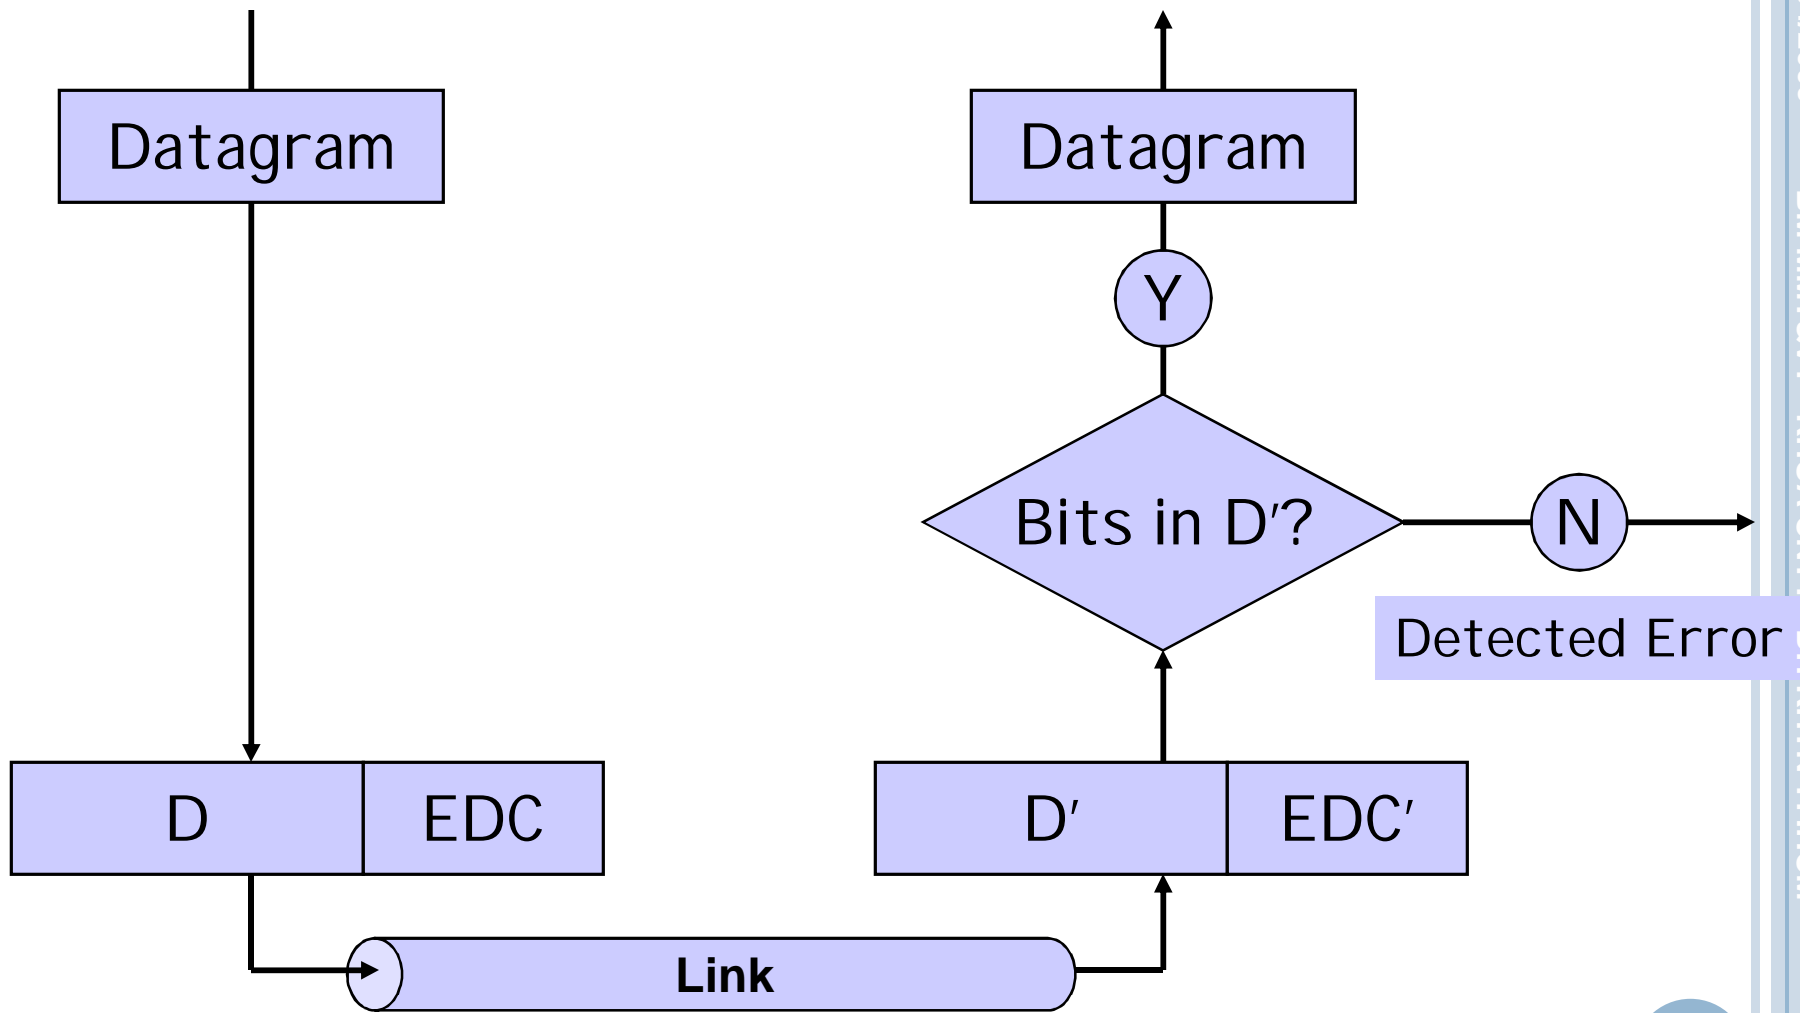 Datagram
Datagram
Y
Bits in D′?
N
Detected Error
D
EDC
D′
EDC′
Link